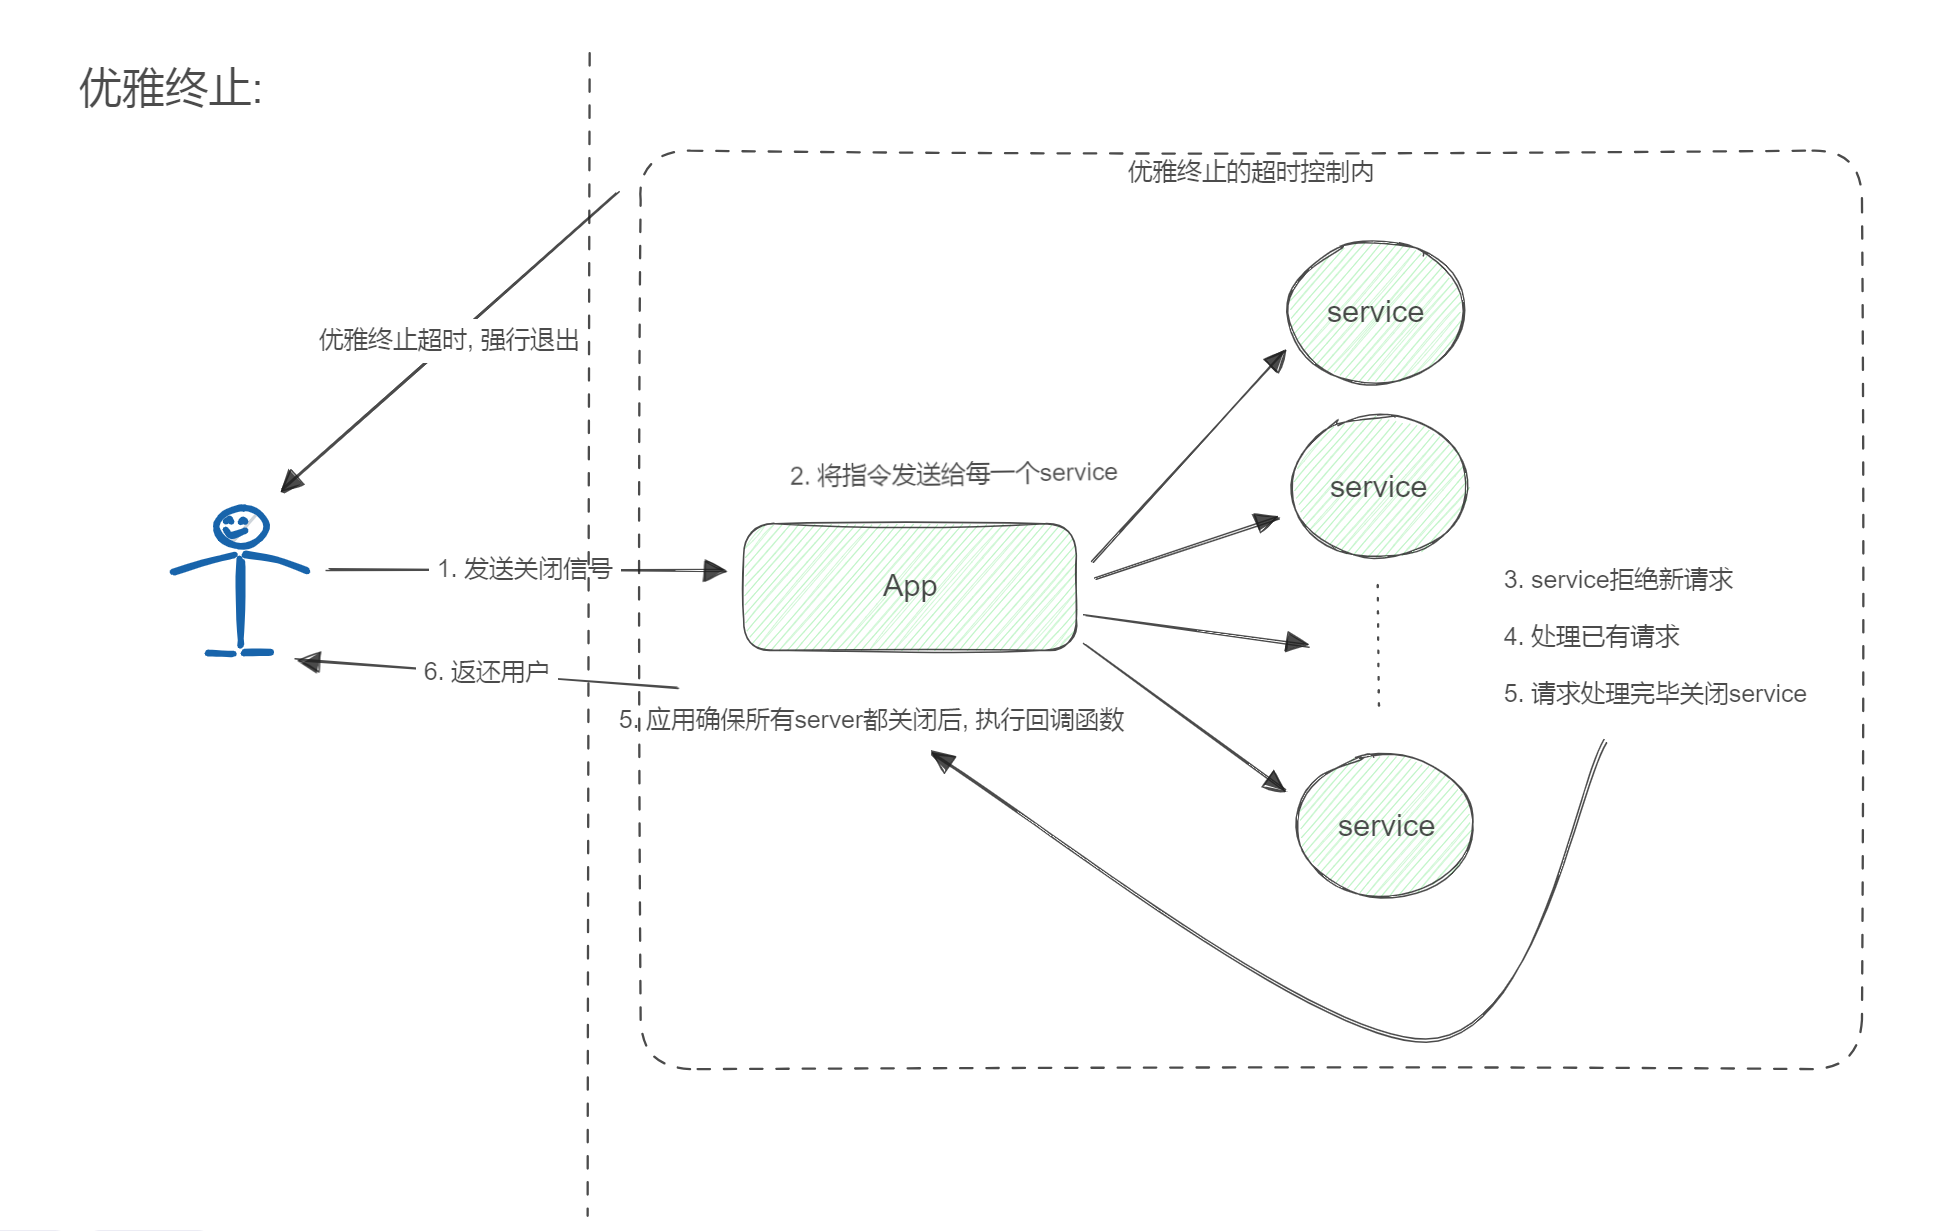 优雅终止:
优雅终止的超时控制内
service
优雅终止超时, 强行退出
2. 将指令发送给每一个service
service
1. 发送关闭信号
App
3. service拒绝新请求
4. 处理已有请求
5. 请求处理完毕关闭service
6. 返还用户
5. 应用确保所有server都关闭后, 执行回调函数
service